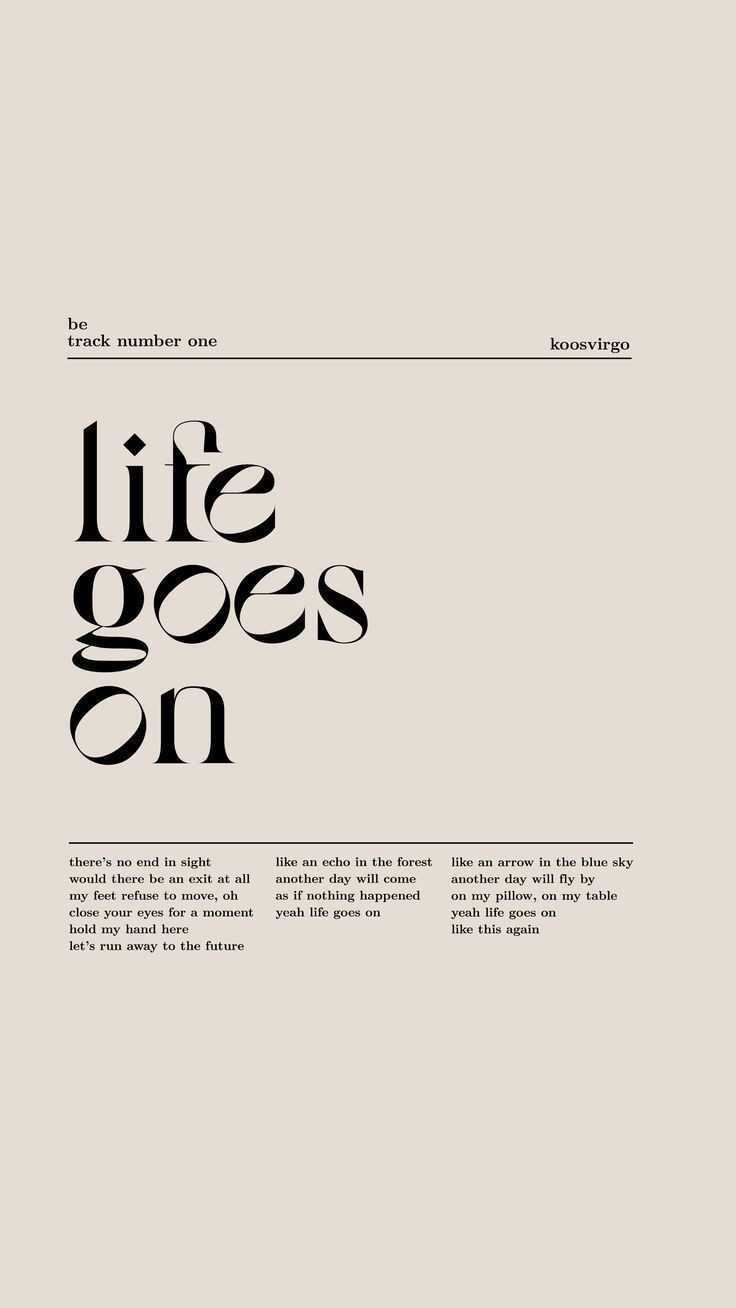 be
track number one
koosvirgo
life
goes
on
there's no end in sight
would there be an exit at all
my feet refuse to move, oh
close your eyes for a moment
hold my hand here
let's run away to the future
like an echo in the forest
another day will come
as if nothing happened
yeah life goes on
like an arrow in the blue sky
another day will fly by
on my pillow, on my table
yeah life goes on
like this again